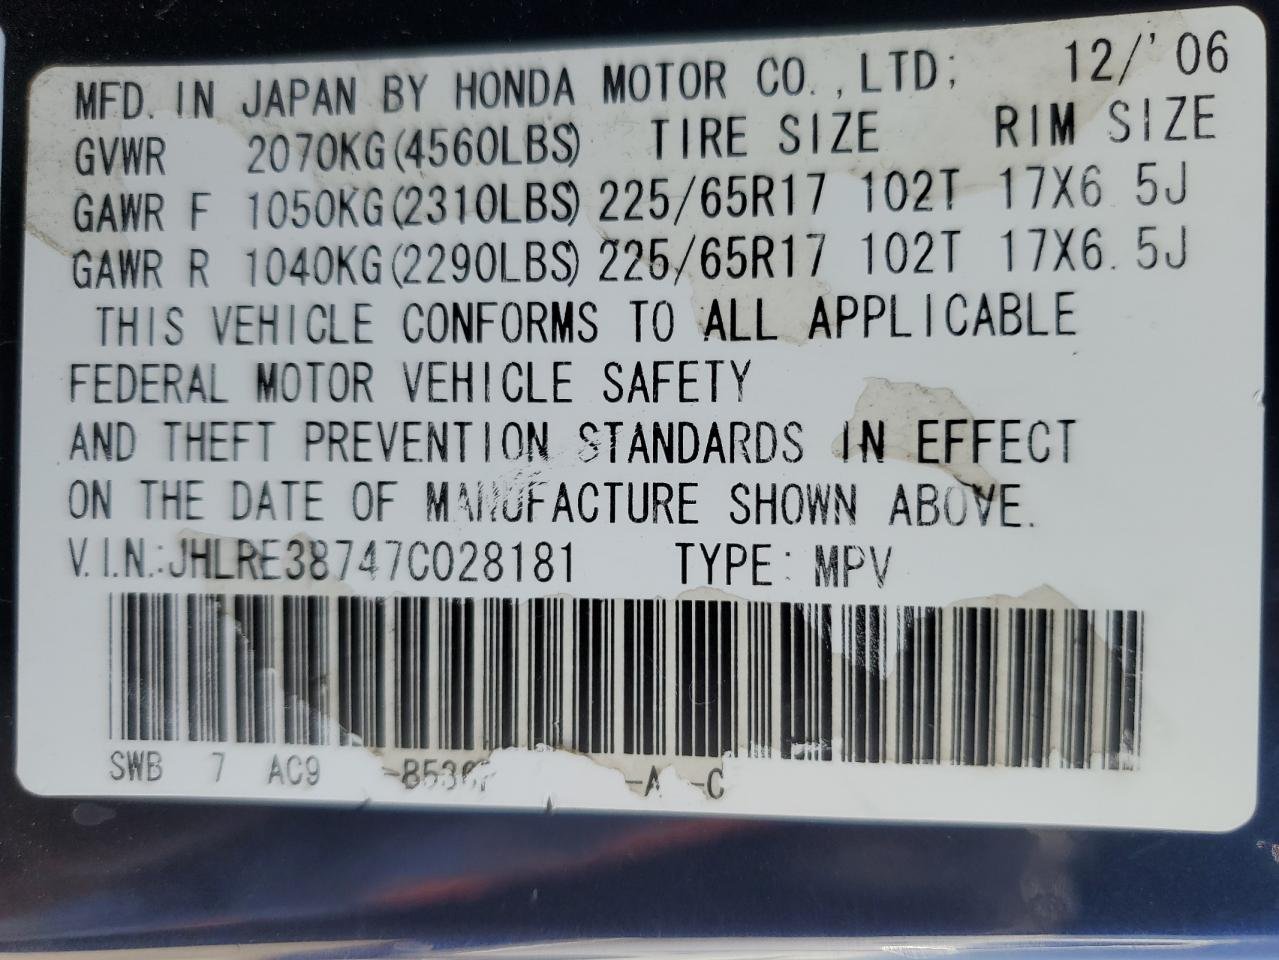 MFD. IN JAPAN BY HONDA MOTOR CO.,LTD; 12/'06
GVWR 2070KG(4560LBS) TIRE SIZE RIM SIZE
GAWR F 1050KG(2310LBS) 225/65R17 102T 17X6.5J
GAWR R 1040KG(2290LBS) 225/65R17 102T 17X6.5J
THIS VEHICLE CONFORMS TO ALL APPLICABLE
FEDERAL MOTOR VEHICLE SAFETY
AND THEFT PREVENTION STANDARDS IN EFFECT
ON THE DATE OF MANUFACTURE SHOWN ABOVE.
V.I.N.:JHLRE38747C028181 TYPE: MPV
SWB 7 AC9 -A -C